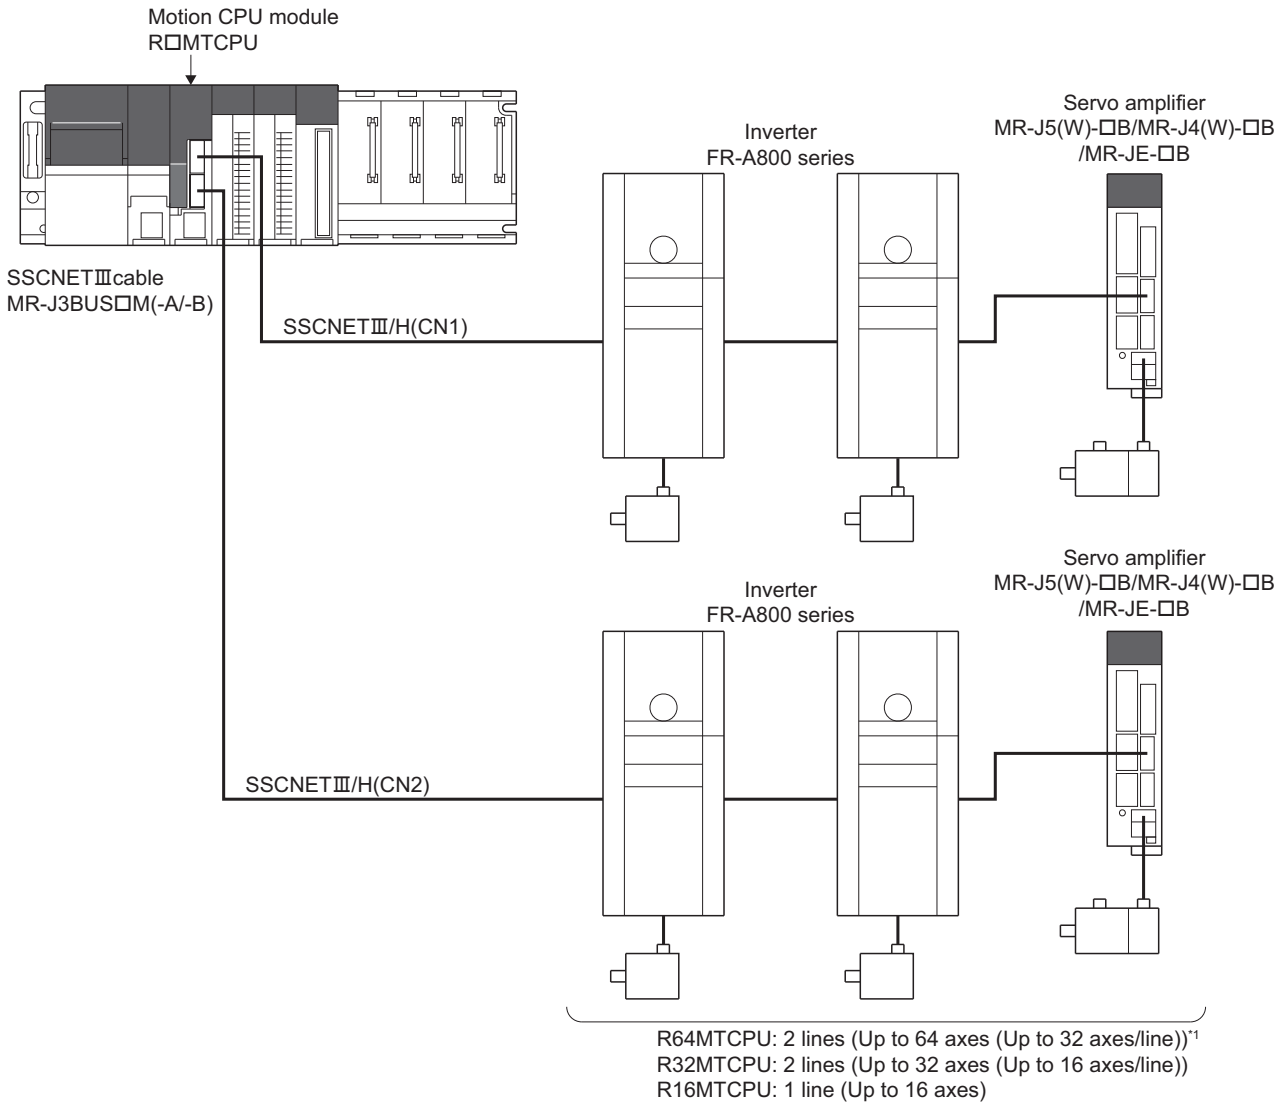 Motion CPU module
R□MTCPU
Servo amplifier
MR-J5(W)-□B/MR-J4(W)-□B
/MR-JE-□B
Inverter
FR-A800 series
SSCNETⅢcable
MR-J3BUS□M(-A/-B)
SSCNETⅢ/H(CN1)
Servo amplifier
MR-J5(W)-□B/MR-J4(W)-□B
/MR-JE-□B
Inverter
FR-A800 series
SSCNETⅢ/H(CN2)
R64MTCPU: 2 lines (Up to 64 axes (Up to 32 axes/line))*1
R32MTCPU: 2 lines (Up to 32 axes (Up to 16 axes/line))
R16MTCPU: 1 line (Up to 16 axes)